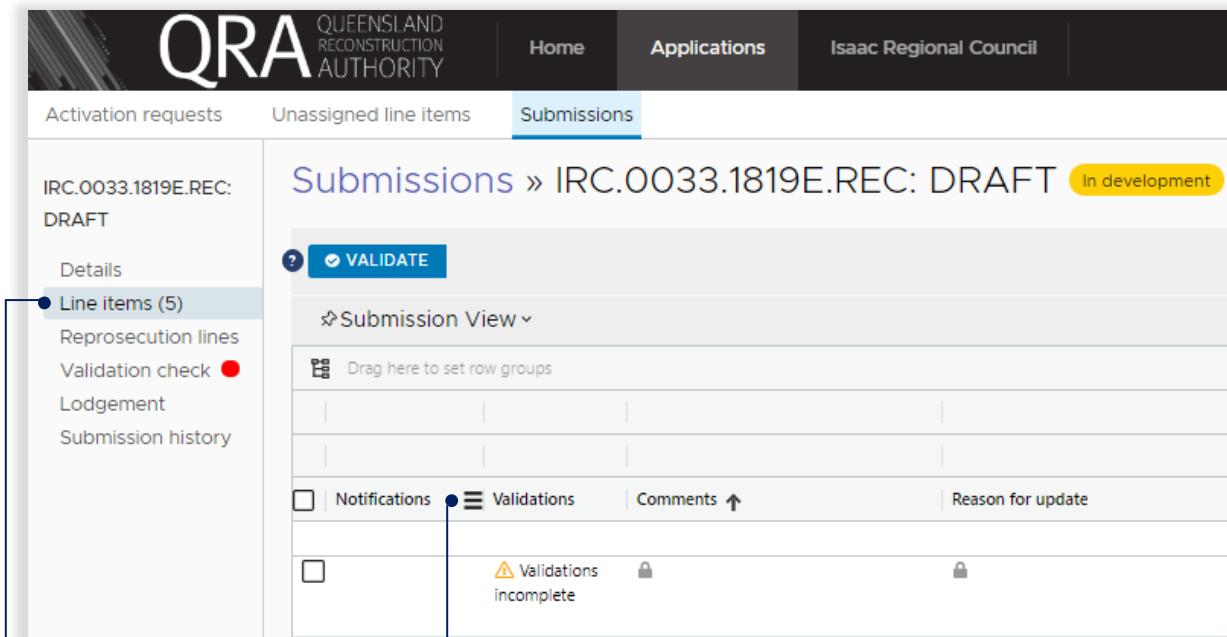 QRA QUEENSLAND
RECONSTRUCTION
AUTHORITY
Home
Applications
Isaac Regional Council
Activation requests
Unassigned line items
Submissions
IRC.0033.1819E.REC:
DRAFT
Details
Line items (5)
Reprosecution lines
Validation check
Lodgement
Submission history
Submissions » IRC.0033.1819E.REC: DRAFT
In development
?
VALIDATE
Submission View
Drag here to set row groups
Notifications
Validations
Comments
Reason for update
Validations
incomplete